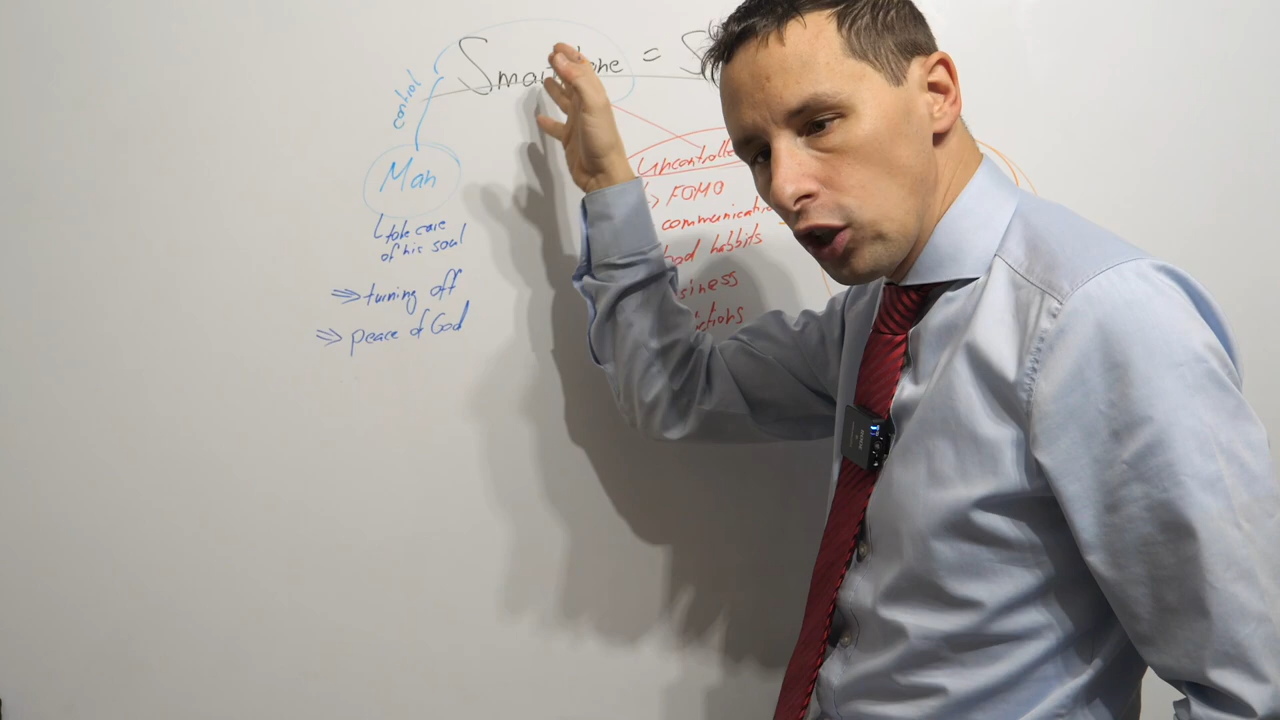 Smartphone = S
control
Man
take care
of his soul
turning off
peace of God
Uncontrolle
FOMO
communicatio
bad habbits
siness